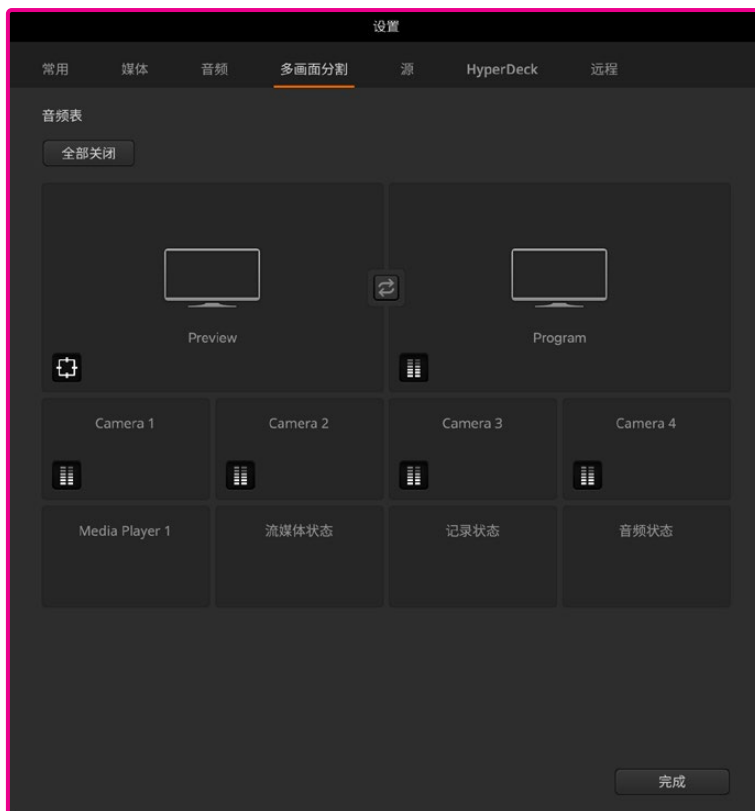 设置
常用 媒体 音频 多画面分割 源 HyperDeck 远程
音频表
全部关闭
Preview Program
Camera 1 Camera 2 Camera 3 Camera 4
Media Player 1 流媒体状态 记录状态 音频状态
完成